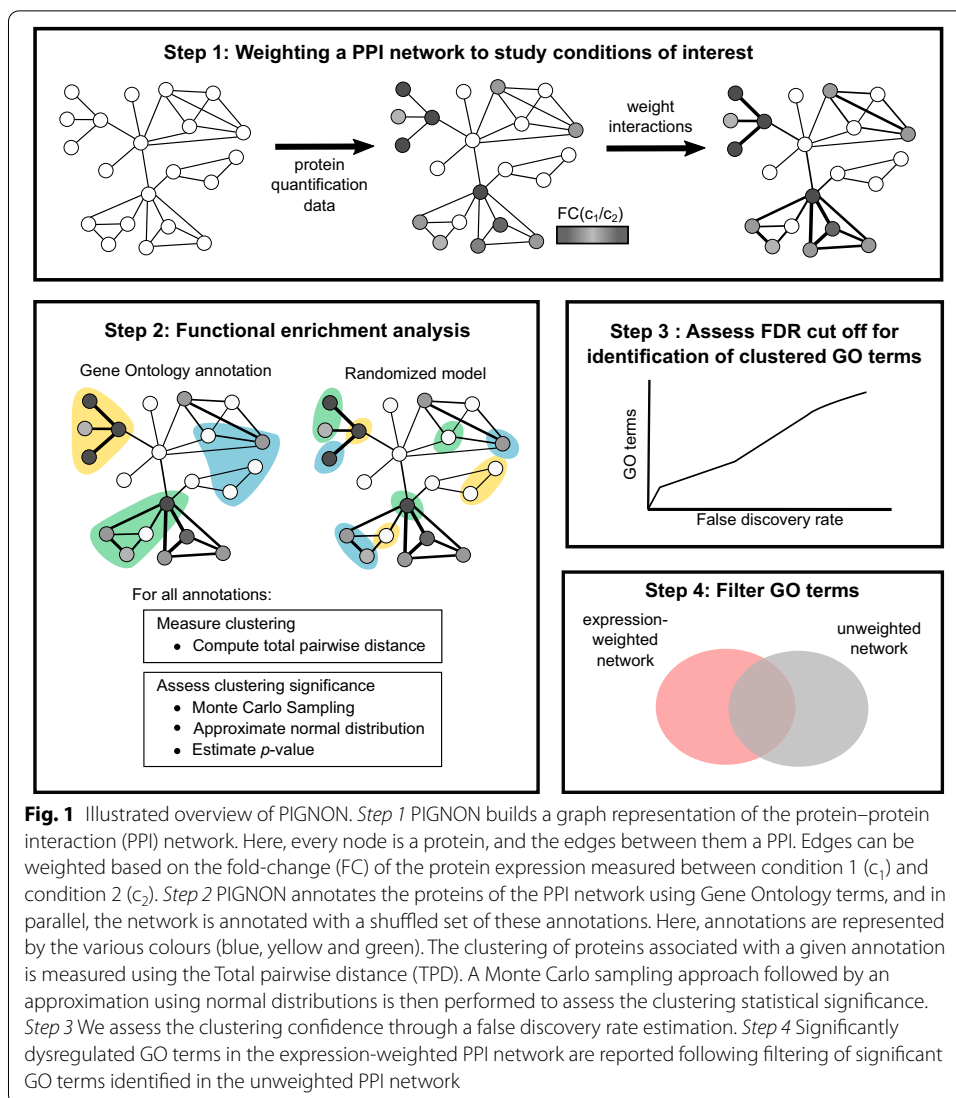 Step 1: Weighting a PPI network to study conditions of interest
protein
quantification
data
weight
interactions
FC(c₁/c₂)
Step 2: Functional enrichment analysis
Gene Ontology annotation
Randomized model
For all annotations:
Measure clustering
• Compute total pairwise distance
Assess clustering significance
• Monte Carlo Sampling
• Approximate normal distribution
• Estimate p-value
Step 3 : Assess FDR cut off for
identification of clustered GO terms
GO terms
False discovery rate
Step 4: Filter GO terms
expression-
weighted
network
unweighted
network
Fig. 1 Illustrated overview of PIGNON. Step 1 PIGNON builds a graph representation of the protein–protein
interaction (PPI) network. Here, every node is a protein, and the edges between them a PPI. Edges can be
weighted based on the fold-change (FC) of the protein expression measured between condition 1 (c₁) and
condition 2 (c₂). Step 2 PIGNON annotates the proteins of the PPI network using Gene Ontology terms, and in
parallel, the network is annotated with a shuffled set of these annotations. Here, annotations are represented
by the various colours (blue, yellow and green). The clustering of proteins associated with a given annotation
is measured using the Total pairwise distance (TPD). A Monte Carlo sampling approach followed by an
approximation using normal distributions is then performed to assess the clustering statistical significance.
Step 3 We assess the clustering confidence through a false discovery rate estimation. Step 4 Significantly
dysregulated GO terms in the expression-weighted PPI network are reported following filtering of significant
GO terms identified in the unweighted PPI network